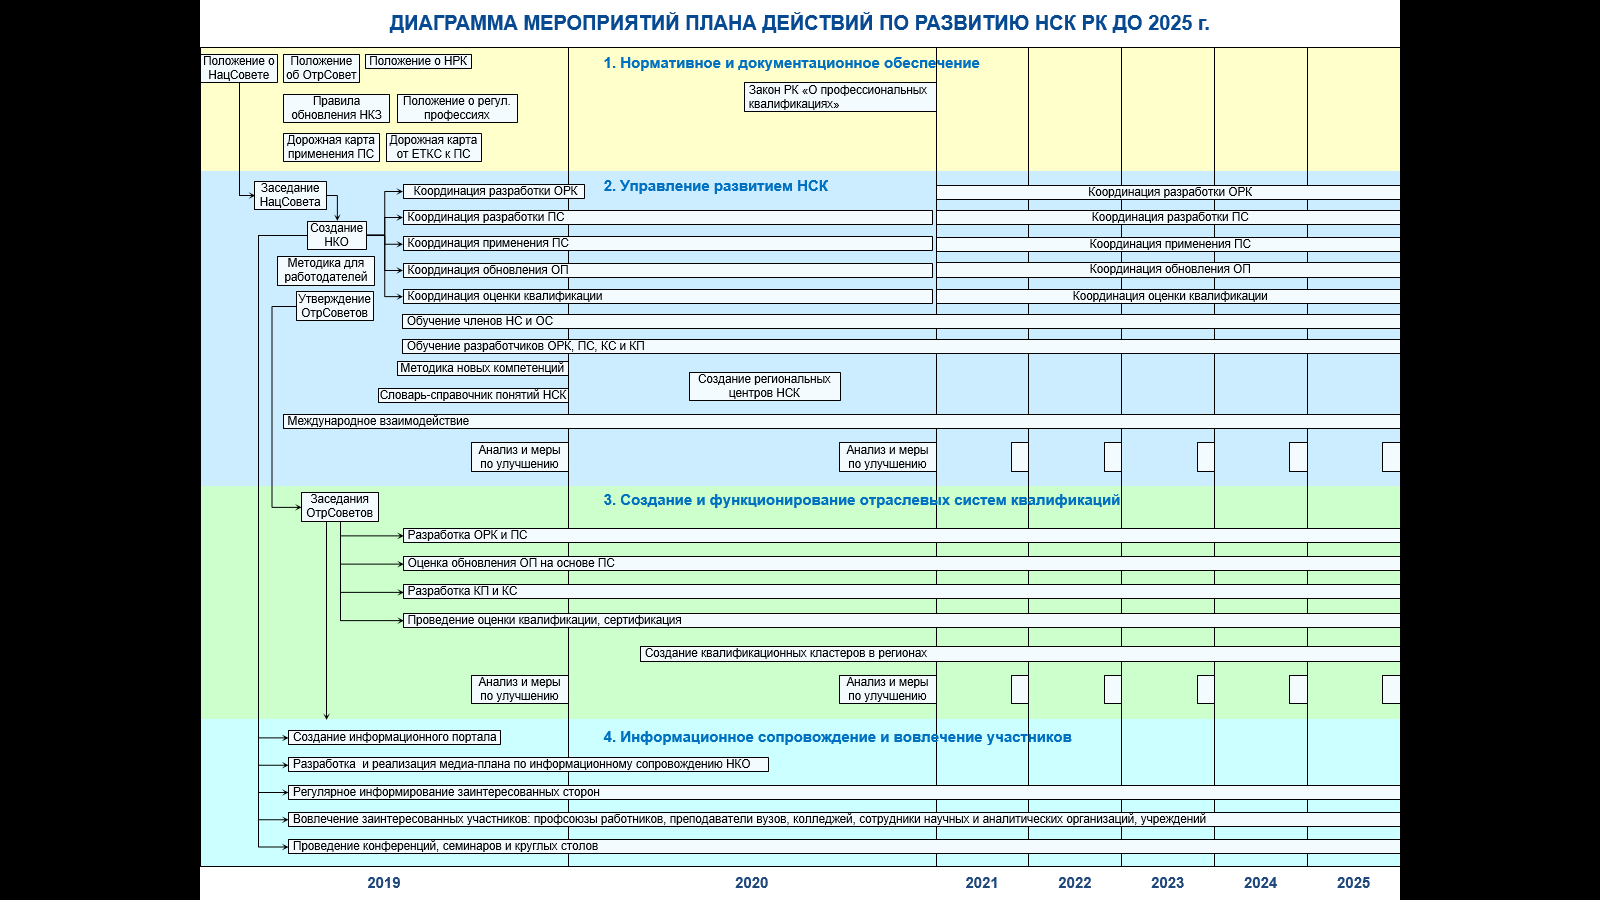 ДИАГРАММА МЕРОПРИЯТИЙ ПЛАНА ДЕЙСТВИЙ ПО РАЗВИТИЮ НСК РК ДО 2025 г.
Положение о
НацСовете
Положение
об ОтрСовет
Положение о НРК
1. Нормативное и документационное обеспечение
Закон РК «О профессиональных
квалификациях»
Правила
обновления НКЗ
Положение о регул.
профессиях
Дорожная карта
применения ПС
Дорожная карта
от ЕТКС к ПС
2. Управление развитием НСК
Заседание
НацСовета
Создание
НКО
Методика для
работодателей
Утверждение
ОтрСоветов
Координация разработки ОРК
Координация разработки ОРК
Координация разработки ПС
Координация разработки ПС
Координация применения ПС
Координация применения ПС
Координация обновления ОП
Координация обновления ОП
Координация оценки квалификации
Координация оценки квалификации
Обучение членов НС и ОС
Обучение разработчиков ОРК, ПС, КС и КП
Методика новых компетенций
Создание региональных
центров НСК
Словарь-справочник понятий НСК
Международное взаимодействие
Анализ и меры
по улучшению
Анализ и меры
по улучшению
3. Создание и функционирование отраслевых систем квалификаций
Заседания
ОтрСоветов
Разработка ОРК и ПС
Оценка обновления ОП на основе ПС
Разработка КП и КС
Проведение оценки квалификации, сертификация
Создание квалификационных кластеров в регионах
Анализ и меры
по улучшению
Анализ и меры
по улучшению
4. Информационное сопровождение и вовлечение участников
Создание информационного портала
Разработка  и реализация медиа-плана по информационному сопровождению НКО
Регулярное информирование заинтересованных сторон
Вовлечение заинтересованных участников: профсоюзы работников, преподаватели вузов, колледжей, сотрудники научных и аналитических организаций, учреждений
Проведение конференций, семинаров и круглых столов
2019 2020 2021 2022 2023 2024 2025